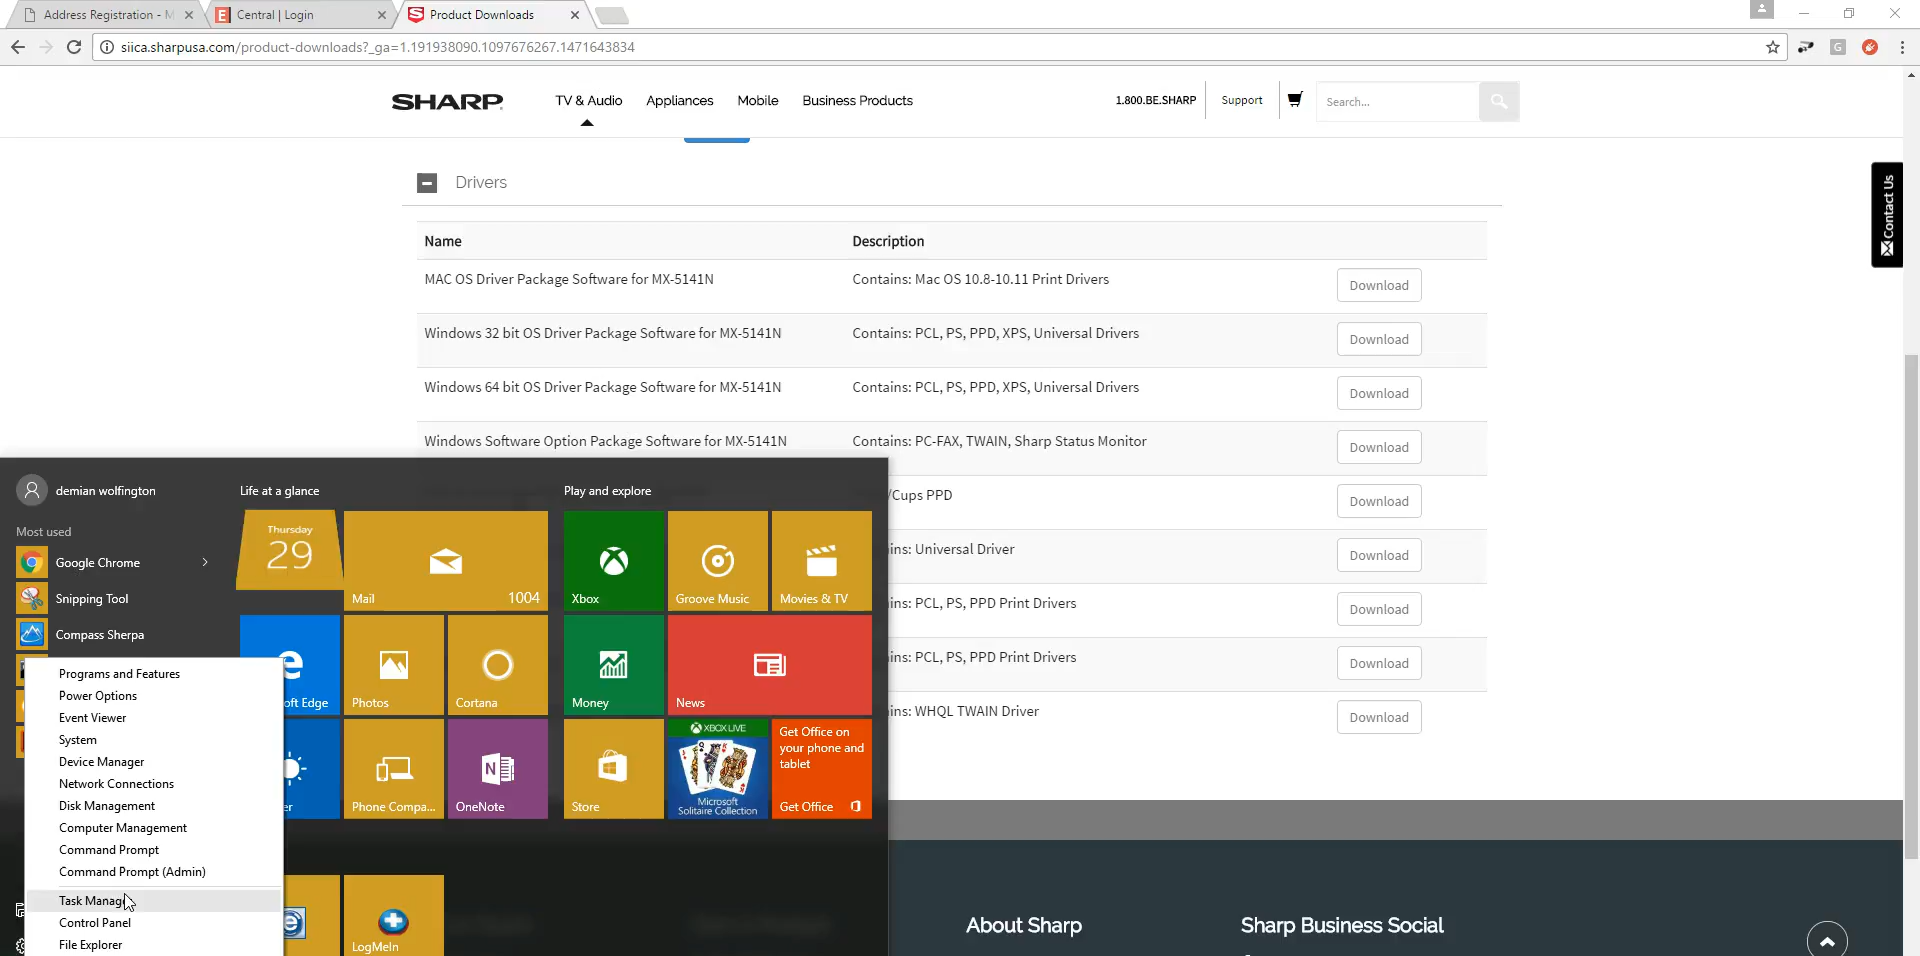 Address Registration - M
Central | Login
Product Downloads
siica.sharpusa.com/product-downloads?_ga=1.191938090.1097676267.1471643834
SHARP
TV & Audio
Appliances
Mobile
Business Products
1.800.BE.SHARP
Support
Search...
Contact Us
Drivers
Name
Description
MAC OS Driver Package Software for MX-5141N
Contains: Mac OS 10.8-10.11 Print Drivers
Download
Windows 32 bit OS Driver Package Software for MX-5141N
Contains: PCL, PS, PPD, XPS, Universal Drivers
Download
Windows 64 bit OS Driver Package Software for MX-5141N
Contains: PCL, PS, PPD, XPS, Universal Drivers
Download
Windows Software Option Package Software for MX-5141N
Contains: PC-FAX, TWAIN, Sharp Status Monitor
Download
/Cups PPD
Download
ins: Universal Driver
Download
ins: PCL, PS, PPD Print Drivers
Download
ins: PCL, PS, PPD Print Drivers
Download
ins: WHQL TWAIN Driver
Download
demian wolfington
Most used
Google Chrome
Snipping Tool
Compass Sherpa
Life at a glance
Play and explore
Thursday
29
Mail
1004
Xbox
Groove Music
Movies & TV
oft Edge
Photos
Cortana
Money
News
er
Phone Compa...
OneNote
Store
XBOX LIVE
Microsoft
Solitaire Collection
Get Office on
your phone and
tablet
Get Office
LogMeIn
Programs and Features
Power Options
Event Viewer
System
Device Manager
Network Connections
Disk Management
Computer Management
Command Prompt
Command Prompt (Admin)
Task Manage
Control Panel
File Explorer
About Sharp
Sharp Business Social